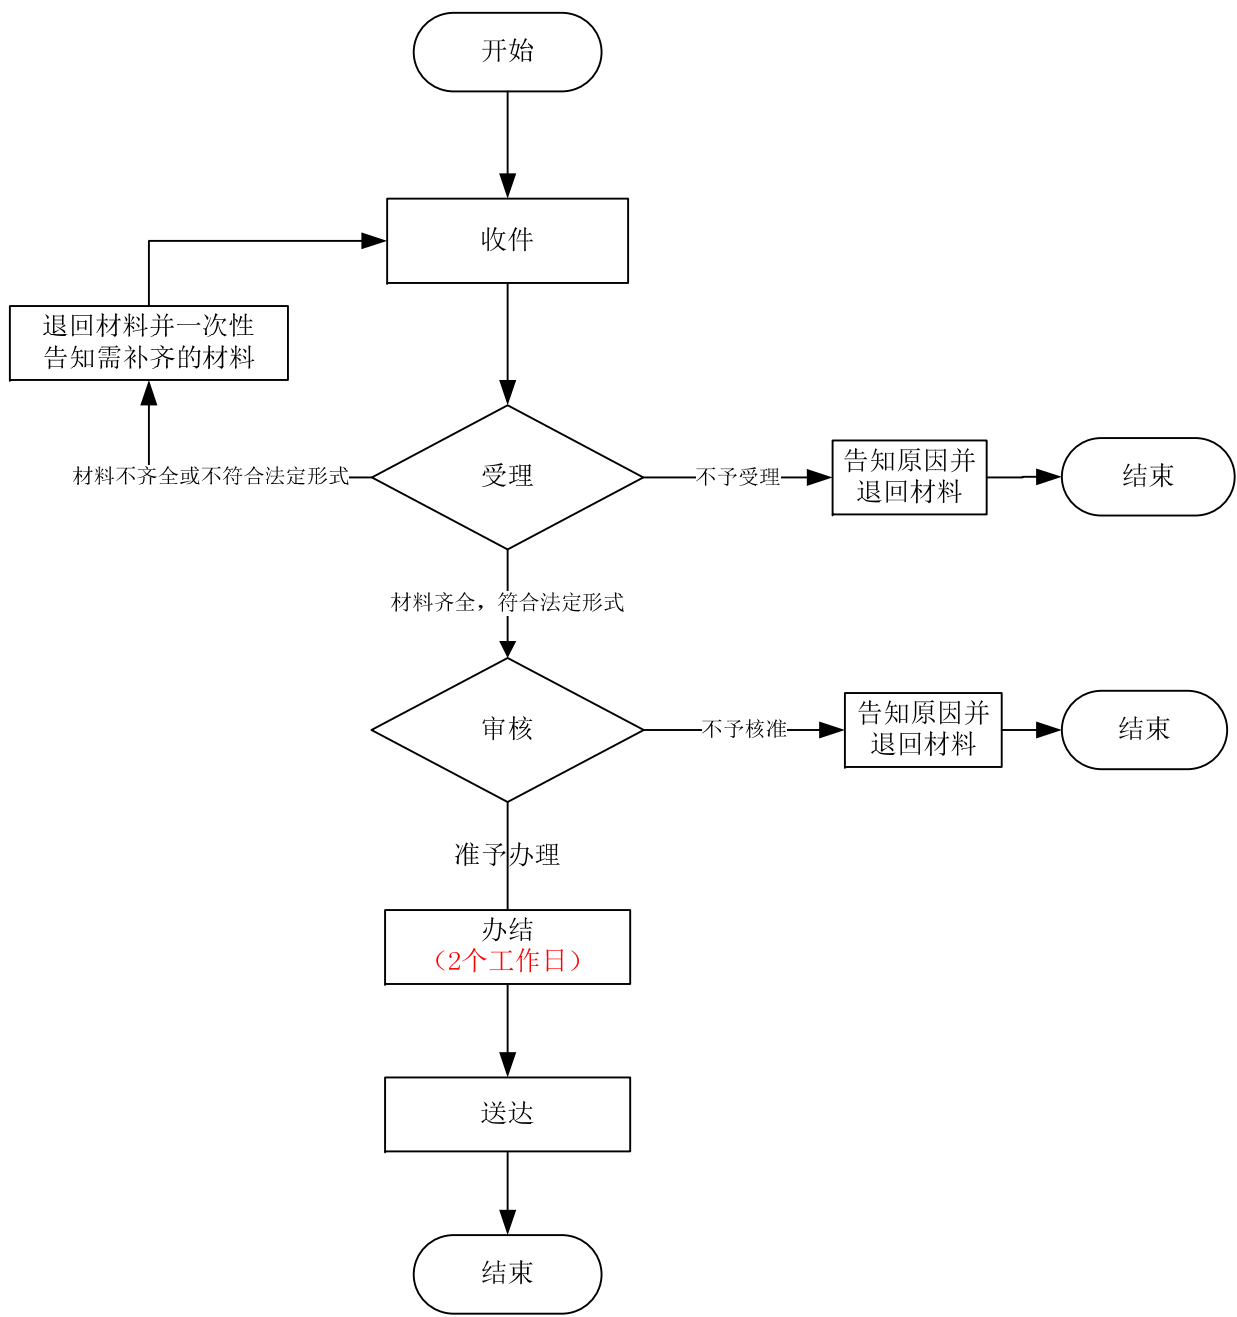 开始
收件
退回材料并一次性
告知需补齐的材料
材料不齐全或不符合法定形式
受理
不予受理
告知原因并
退回材料
结束
材料齐全，符合法定形式
审核
不予核准
告知原因并
退回材料
结束
准予办理
办结
（2个工作日）
送达
结束